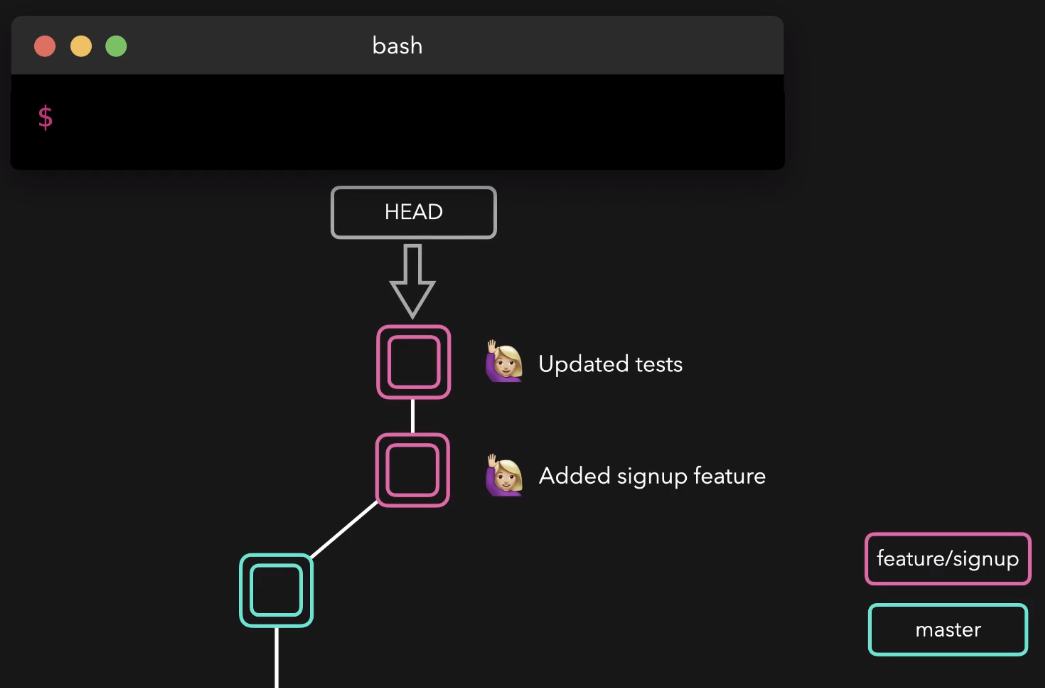 bash
$
HEAD
Updated tests
Added signup feature
feature/signup
master